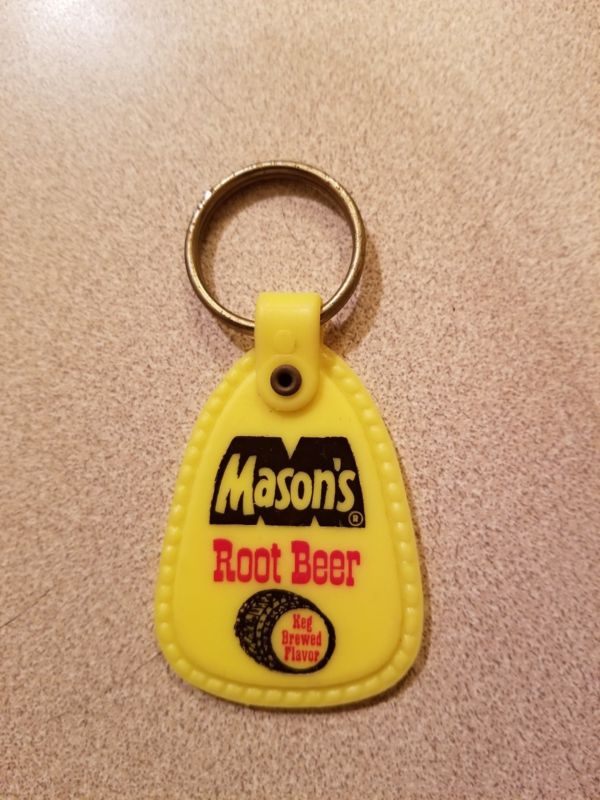 Mason's
®
Root Beer
Keg
Brewed
Flavor